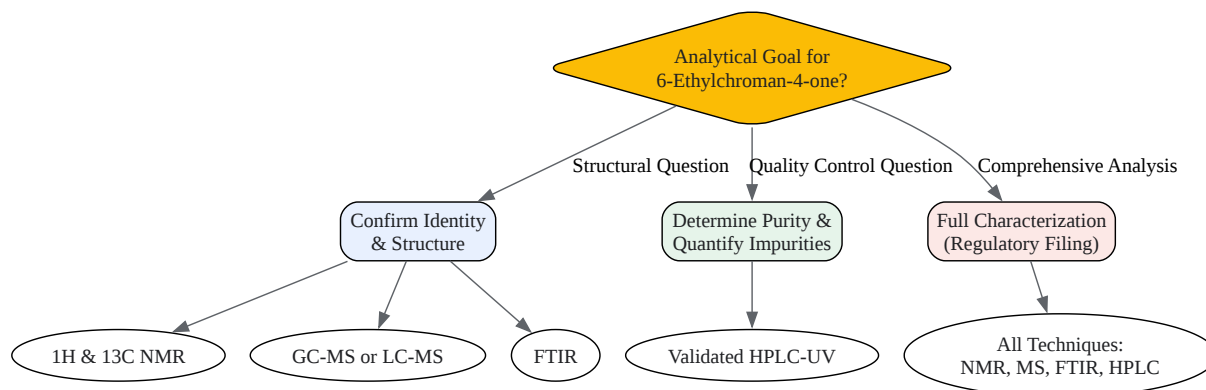 Analytical Goal for
6-Ethylchroman-4-one?
Structural Question
Quality Control Question
Comprehensive Analysis
Confirm Identity
& Structure
Determine Purity &
Quantify Impurities
Full Characterization
(Regulatory Filing)
1H & 13C NMR
GC-MS or LC-MS
FTIR
Validated HPLC-UV
All Techniques:
NMR, MS, FTIR, HPLC